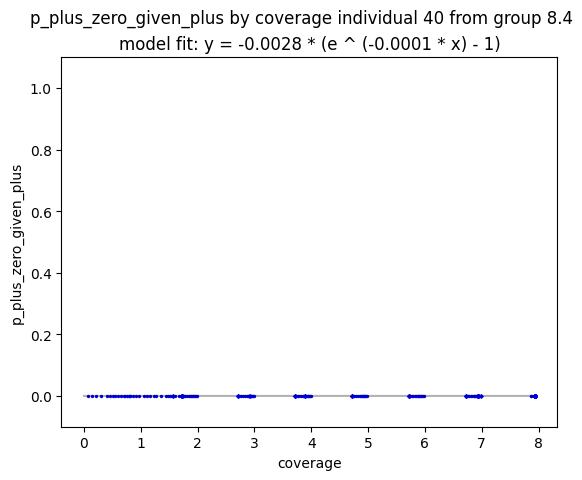 p_plus_zero_given_plus by coverage individual 40 from group 8.4
model fit: y = -0.0028 * (e ^ (-0.0001 * x) - 1)
1.0
0.8
0.6
0.4
0.2
0.0
p_plus_zero_given_plus
0 1 2 3 4 5 6 7 8
coverage